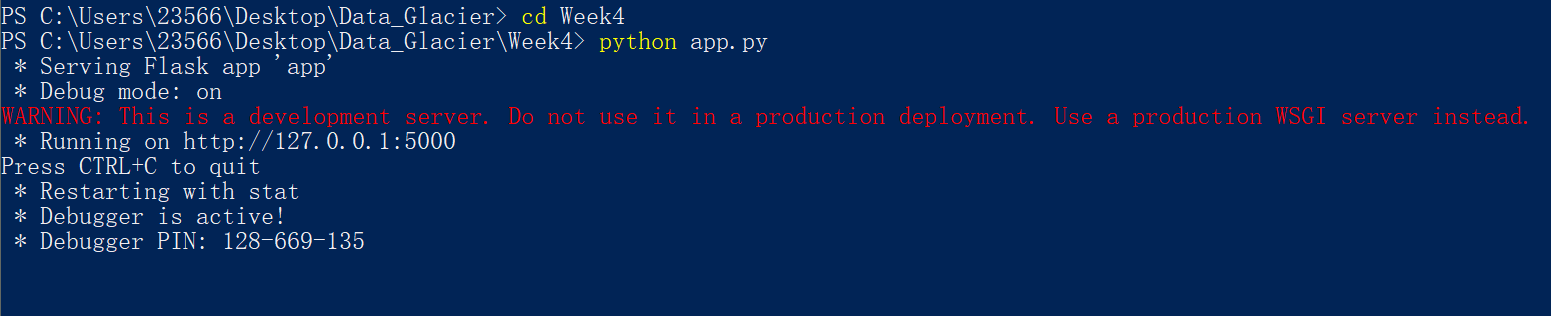 PS C:\Users\23566\Desktop\Data_Glacier> cd Week4
PS C:\Users\23566\Desktop\Data_Glacier\Week4> python app.py
 * Serving Flask app 'app'
 * Debug mode: on
WARNING: This is a development server. Do not use it in a production deployment. Use a production WSGI server instead.
 * Running on http://127.0.0.1:5000
Press CTRL+C to quit
 * Restarting with stat
 * Debugger is active!
 * Debugger PIN: 128-669-135